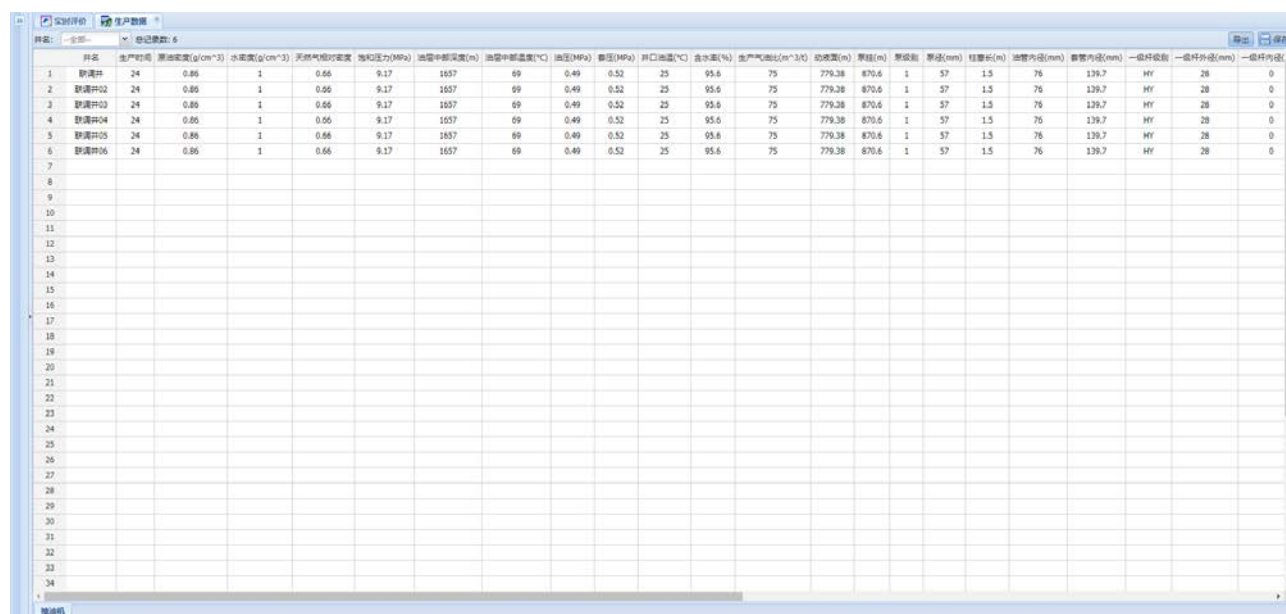 实时评价 生产数据
井名: --全部-- 总记录数: 6 导出 保存
井名 生产时间 原油密度(g/cm^3) 水密度(g/cm^3) 天然气相对密度 饱和压力(MPa) 油层中部深度(m) 油层中部温度(℃) 油压(MPa) 套压(MPa) 井口油温(℃) 含水率(%) 生产气油比(m^3/t) 动液面(m) 泵挂(m) 泵级别 泵径(mm) 柱塞长(m) 油管内径(mm) 套管内径(mm) 一级杆级别 一级杆外径(mm) 一级杆内径(
1 联调井 24 0.86 1 0.66 9.17 1657 69 0.49 0.52 25 95.6 75 779.38 870.6 1 57 1.5 76 139.7 HY 28 0
2 联调井02 24 0.86 1 0.66 9.17 1657 69 0.49 0.52 25 95.6 75 779.38 870.6 1 57 1.5 76 139.7 HY 28 0
3 联调井03 24 0.86 1 0.66 9.17 1657 69 0.49 0.52 25 95.6 75 779.38 870.6 1 57 1.5 76 139.7 HY 28 0
4 联调井04 24 0.86 1 0.66 9.17 1657 69 0.49 0.52 25 95.6 75 779.38 870.6 1 57 1.5 76 139.7 HY 28 0
5 联调井05 24 0.86 1 0.66 9.17 1657 69 0.49 0.52 25 95.6 75 779.38 870.6 1 57 1.5 76 139.7 HY 28 0
6 联调井06 24 0.86 1 0.66 9.17 1657 69 0.49 0.52 25 95.6 75 779.38 870.6 1 57 1.5 76 139.7 HY 28 0
7
8
9
10
11
12
13
14
15
16
17
18
19
20
21
22
23
24
25
26
27
28
29
30
31
32
33
34
抽油机